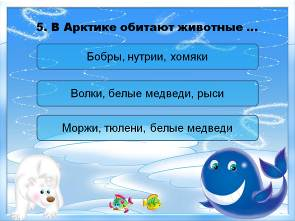 5. В Арктике обитают животные ...
Бобры, нутрии, хомяки
Волки, белые медведи, рыси
Моржи, тюлени, белые медведи